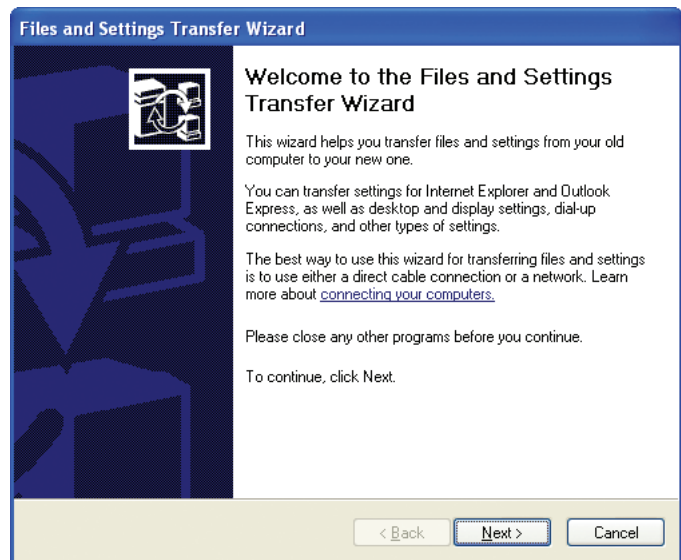 Files and Settings Transfer Wizard
Welcome to the Files and Settings
Transfer Wizard
This wizard helps you transfer files and settings from your old
computer to your new one.
You can transfer settings for Internet Explorer and Outlook
Express, as well as desktop and display settings, dial-up
connections, and other types of settings.
The best way to use this wizard for transferring files and settings
is to use either a direct cable connection or a network. Learn
more about connecting your computers.
Please close any other programs before you continue.
To continue, click Next.
< Back Next > Cancel